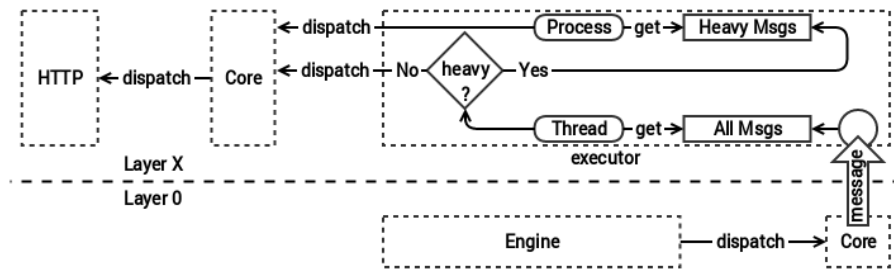 dispatch Process get Heavy Msgs
HTTP dispatch Core dispatch No heavy ? Yes
Thread get All Msgs
executor
Layer X
message
Layer 0
Engine dispatch Core